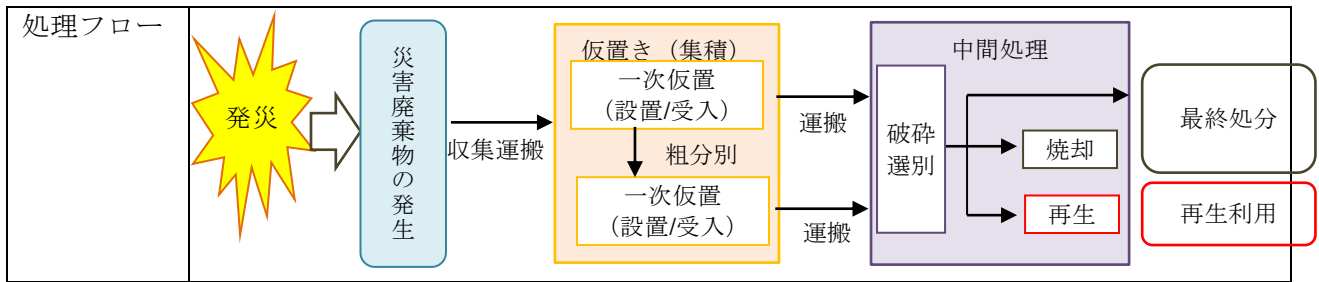 処理フロー
発災
災害廃棄物の発生
収集運搬
仮置き（集積）
一次仮置
（設置/受入）
粗分別
一次仮置
（設置/受入）
運搬
運搬
中間処理
破砕
選別
焼却
再生
最終処分
再生利用